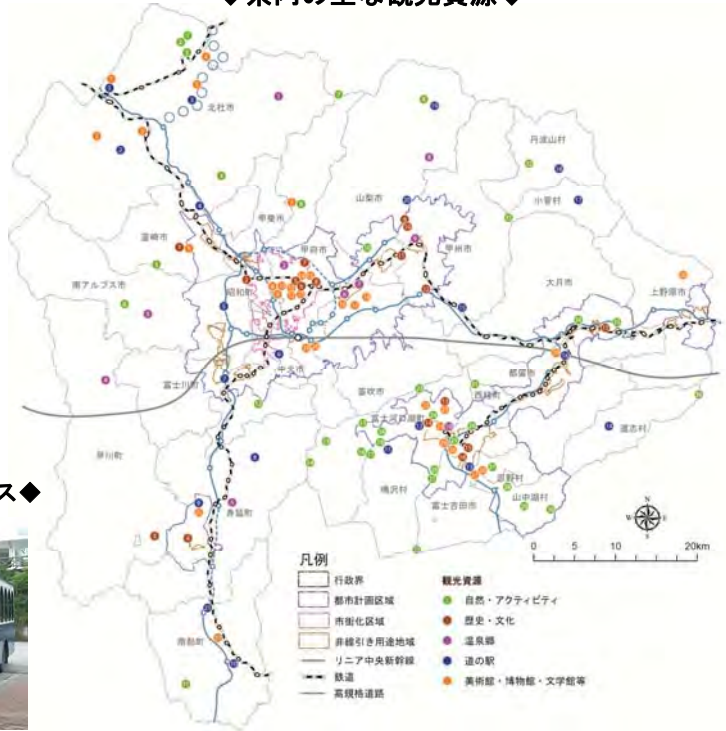 ◆県内の主な観光資源◆
北杜市
丹波山村
小菅村
山梨市
甲斐市
甲府市
甲州市
韮崎市
南アルプス市
昭和町
大月市
上野原市
中央市
富士川町
都留市
笛吹市
西桂町
富士河口湖町
道志村
早川町
鳴沢村
忍野村
山中湖村
富士吉田市
身延町
南部町
ス◆
N
W
E
S
0 5 10 20km
凡例
行政界
都市計画区域
市街化区域
非線引き用途地域
リニア中央新幹線
鉄道
高規格道路
観光資源
自然・アクティビティ
歴史・文化
温泉郷
道の駅
美術館・博物館・文学館等